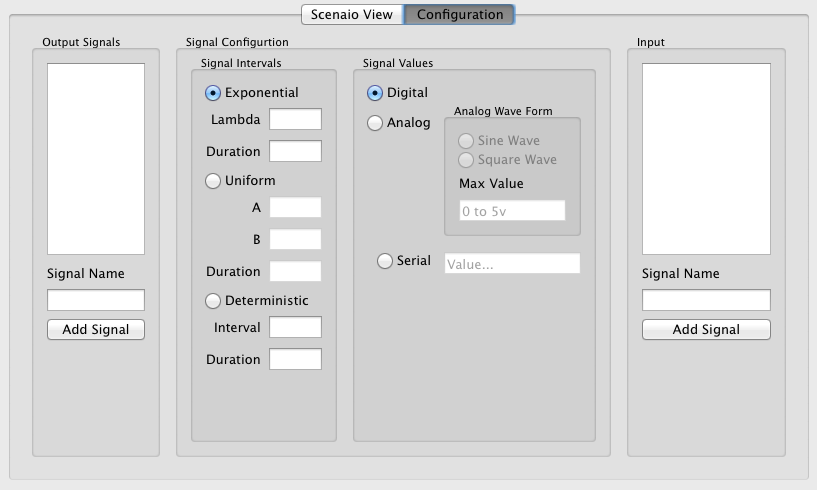 Scenaio View
Configuration
Output Signals
Signal Name
Add Signal
Signal Configurtion
Signal Intervals
Exponential
Lambda
Duration
Uniform
A
B
Duration
Deterministic
Interval
Duration
Signal Values
Digital
Analog
Analog Wave Form
Sine Wave
Square Wave
Max Value
0 to 5v
Serial
Value...
Input
Signal Name
Add Signal